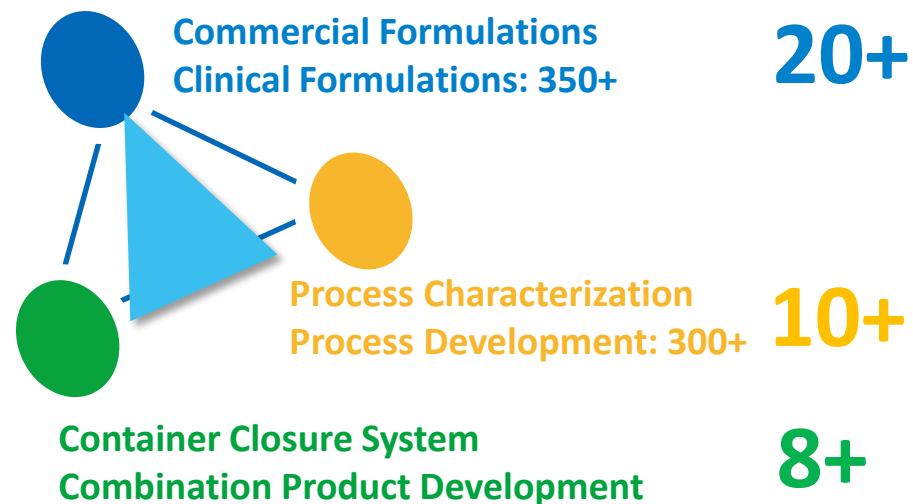 Commercial Formulations
Clinical Formulations: 350+
20+
Process Characterization
Process Development: 300+
10+
Container Closure System
Combination Product Development
8+